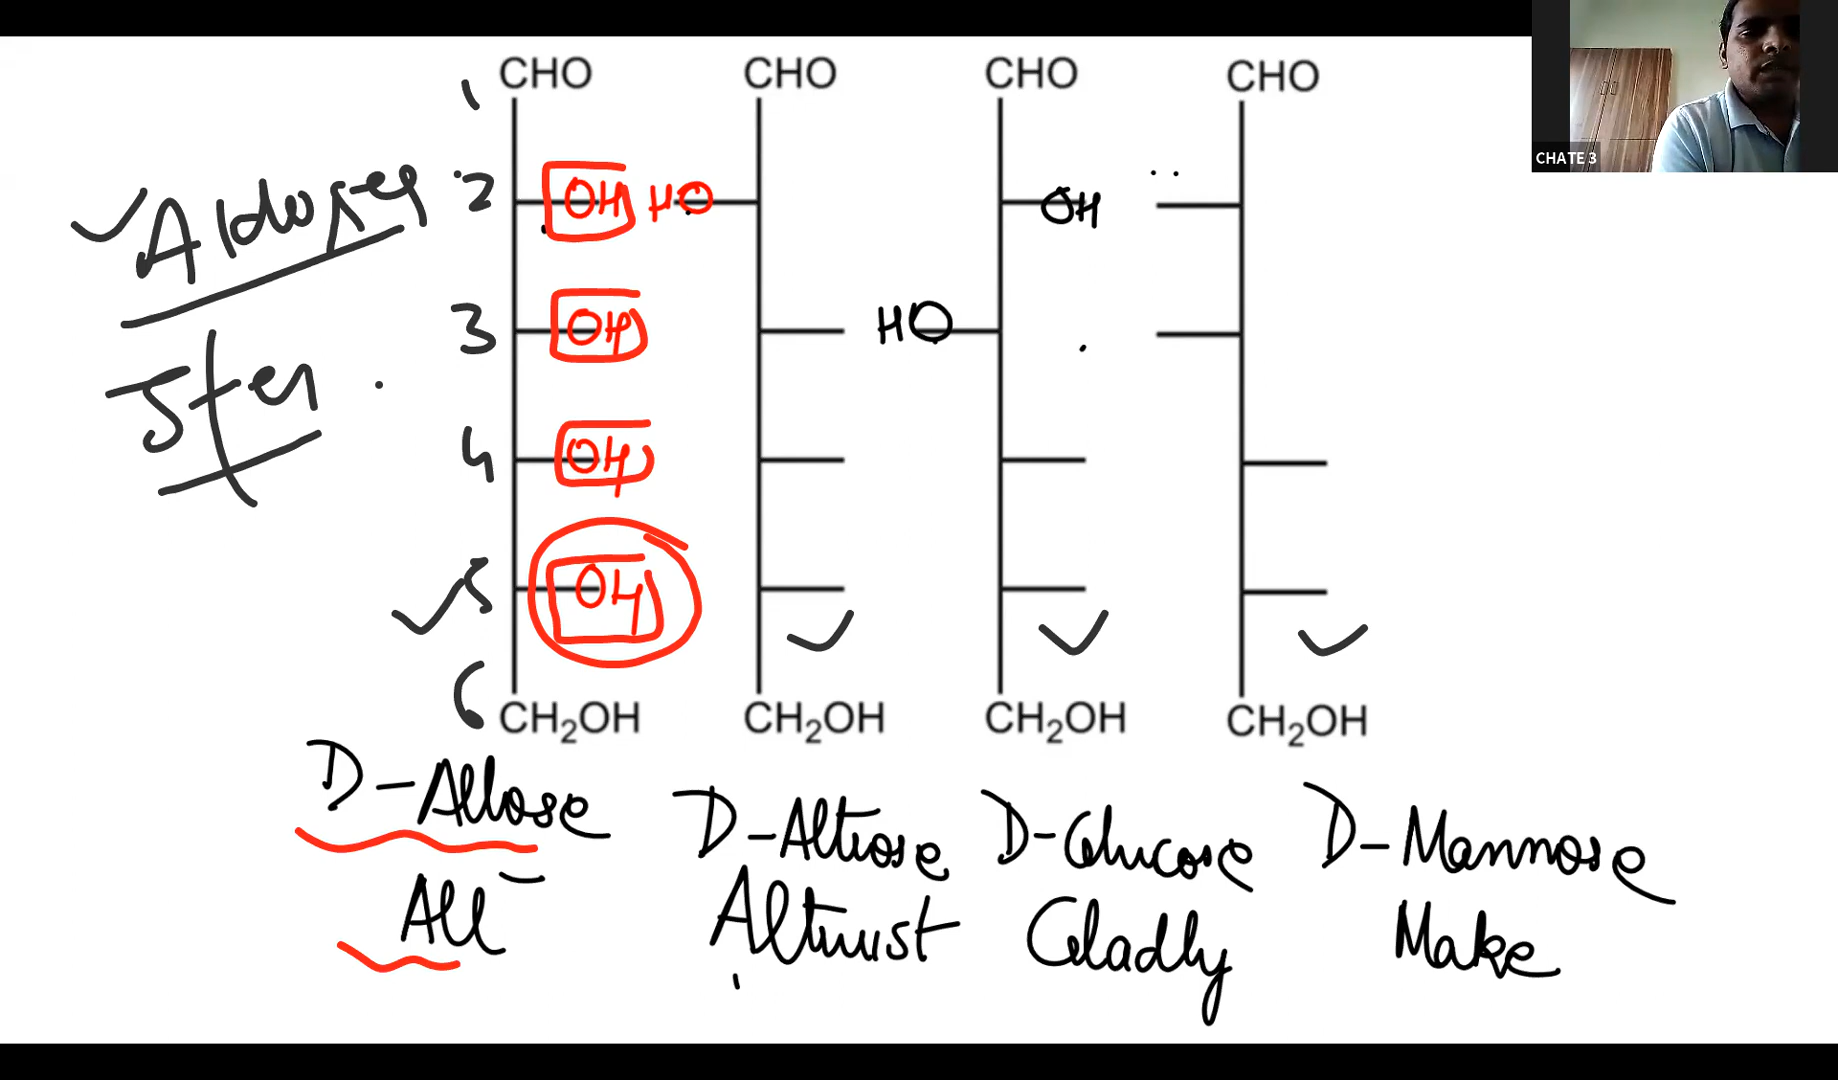 CHO CHO CHO CHO
CHATE 3
1
Aldoses
2 OH HO OH
3 OH HO
4 OH
5 OH
6 CH₂OH CH₂OH CH₂OH CH₂OH
D-Allose D-Altrose D-Glucose D-Mannose
All Altruist Gladly Make